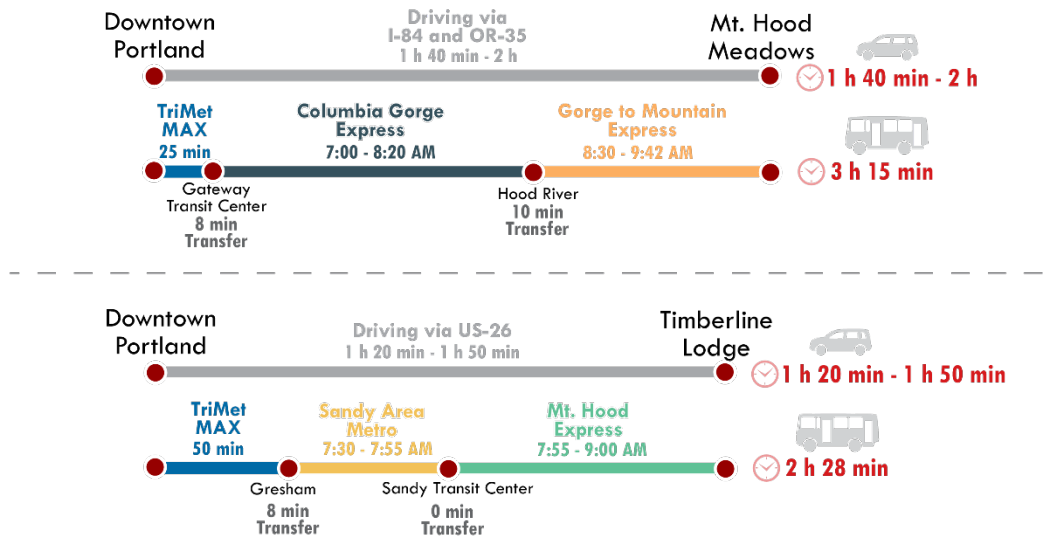 Downtown
Portland
Driving via
I-84 and OR-35
1 h 40 min - 2 h
Mt. Hood
Meadows
1 h 40 min - 2 h
TriMet
MAX
25 min
Columbia Gorge
Express
7:00 - 8:20 AM
Gorge to Mountain
Express
8:30 - 9:42 AM
3 h 15 min
Gateway
Transit Center
8 min
Transfer
Hood River
10 min
Transfer
Downtown
Portland
Driving via US-26
1 h 20 min - 1 h 50 min
Timberline
Lodge
1 h 20 min - 1 h 50 min
TriMet
MAX
50 min
Sandy Area
Metro
7:30 - 7:55 AM
Mt. Hood
Express
7:55 - 9:00 AM
2 h 28 min
Gresham
8 min
Transfer
Sandy Transit Center
0 min
Transfer